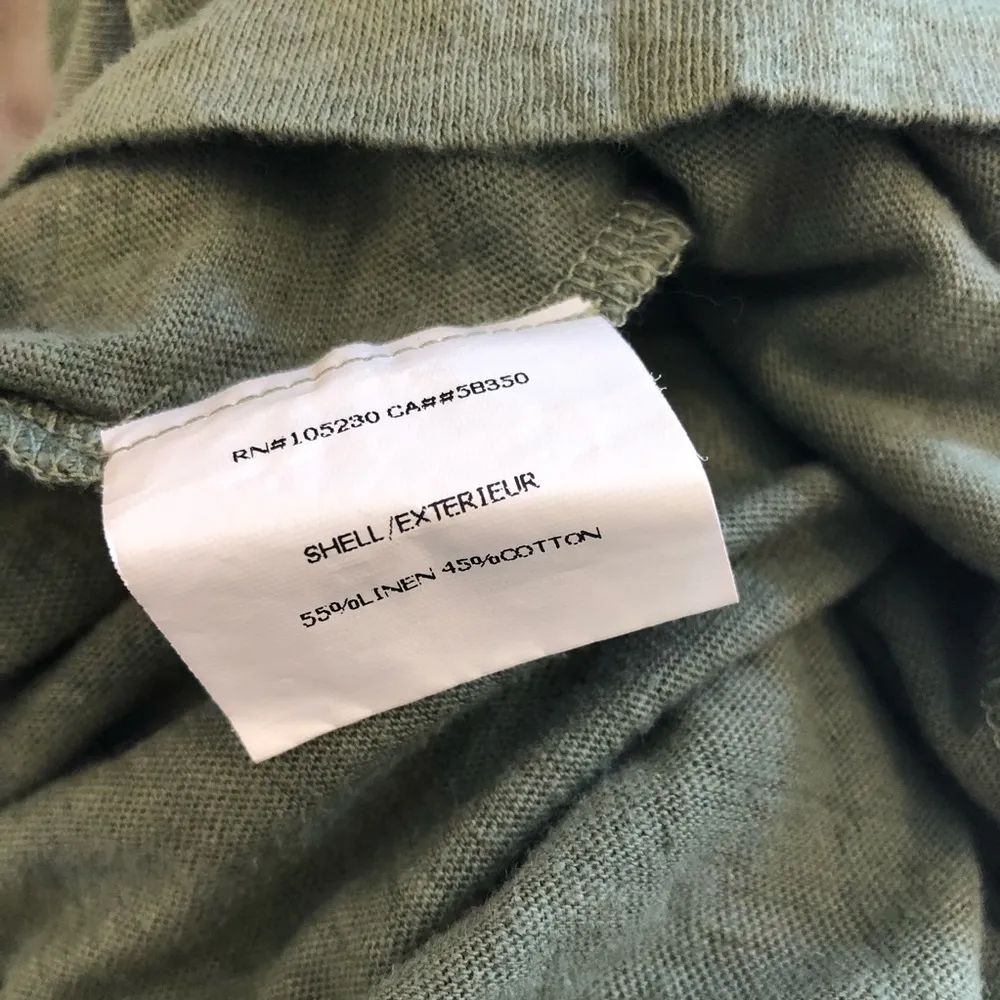 RN#105230 CA##58350
SHELL/EXTERIEUR
55%LINEN 45%COTTON